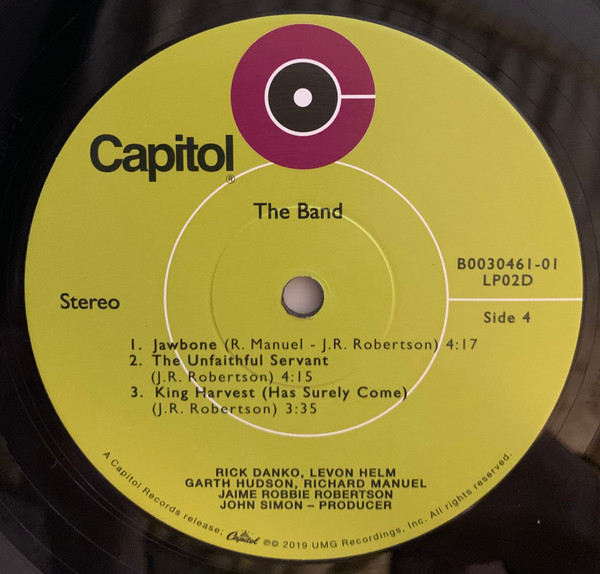 Capitol®
The Band
B0030461-01
LP02D
Stereo
Side 4
1. Jawbone (R. Manuel - J.R. Robertson) 4:17
2. The Unfaithful Servant
(J.R. Robertson) 4:15
3. King Harvest (Has Surely Come)
(J.R. Robertson) 3:35
RICK DANKO, LEVON HELM
GARTH HUDSON, RICHARD MANUEL
JAIME ROBBIE ROBERTSON
JOHN SIMON – PRODUCER
A Capitol Records release; Capitol ℗© 2019 UMG Recordings, Inc. All rights reserved.